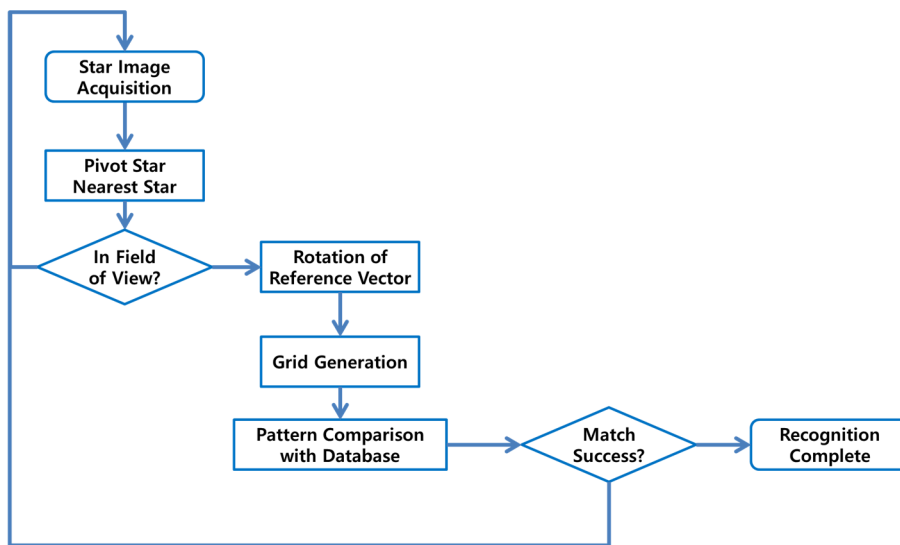 Star Image
Acquisition
Pivot Star
Nearest Star
In Field
of View?
Rotation of
Reference Vector
Grid Generation
Pattern Comparison
with Database
Match
Success?
Recognition
Complete